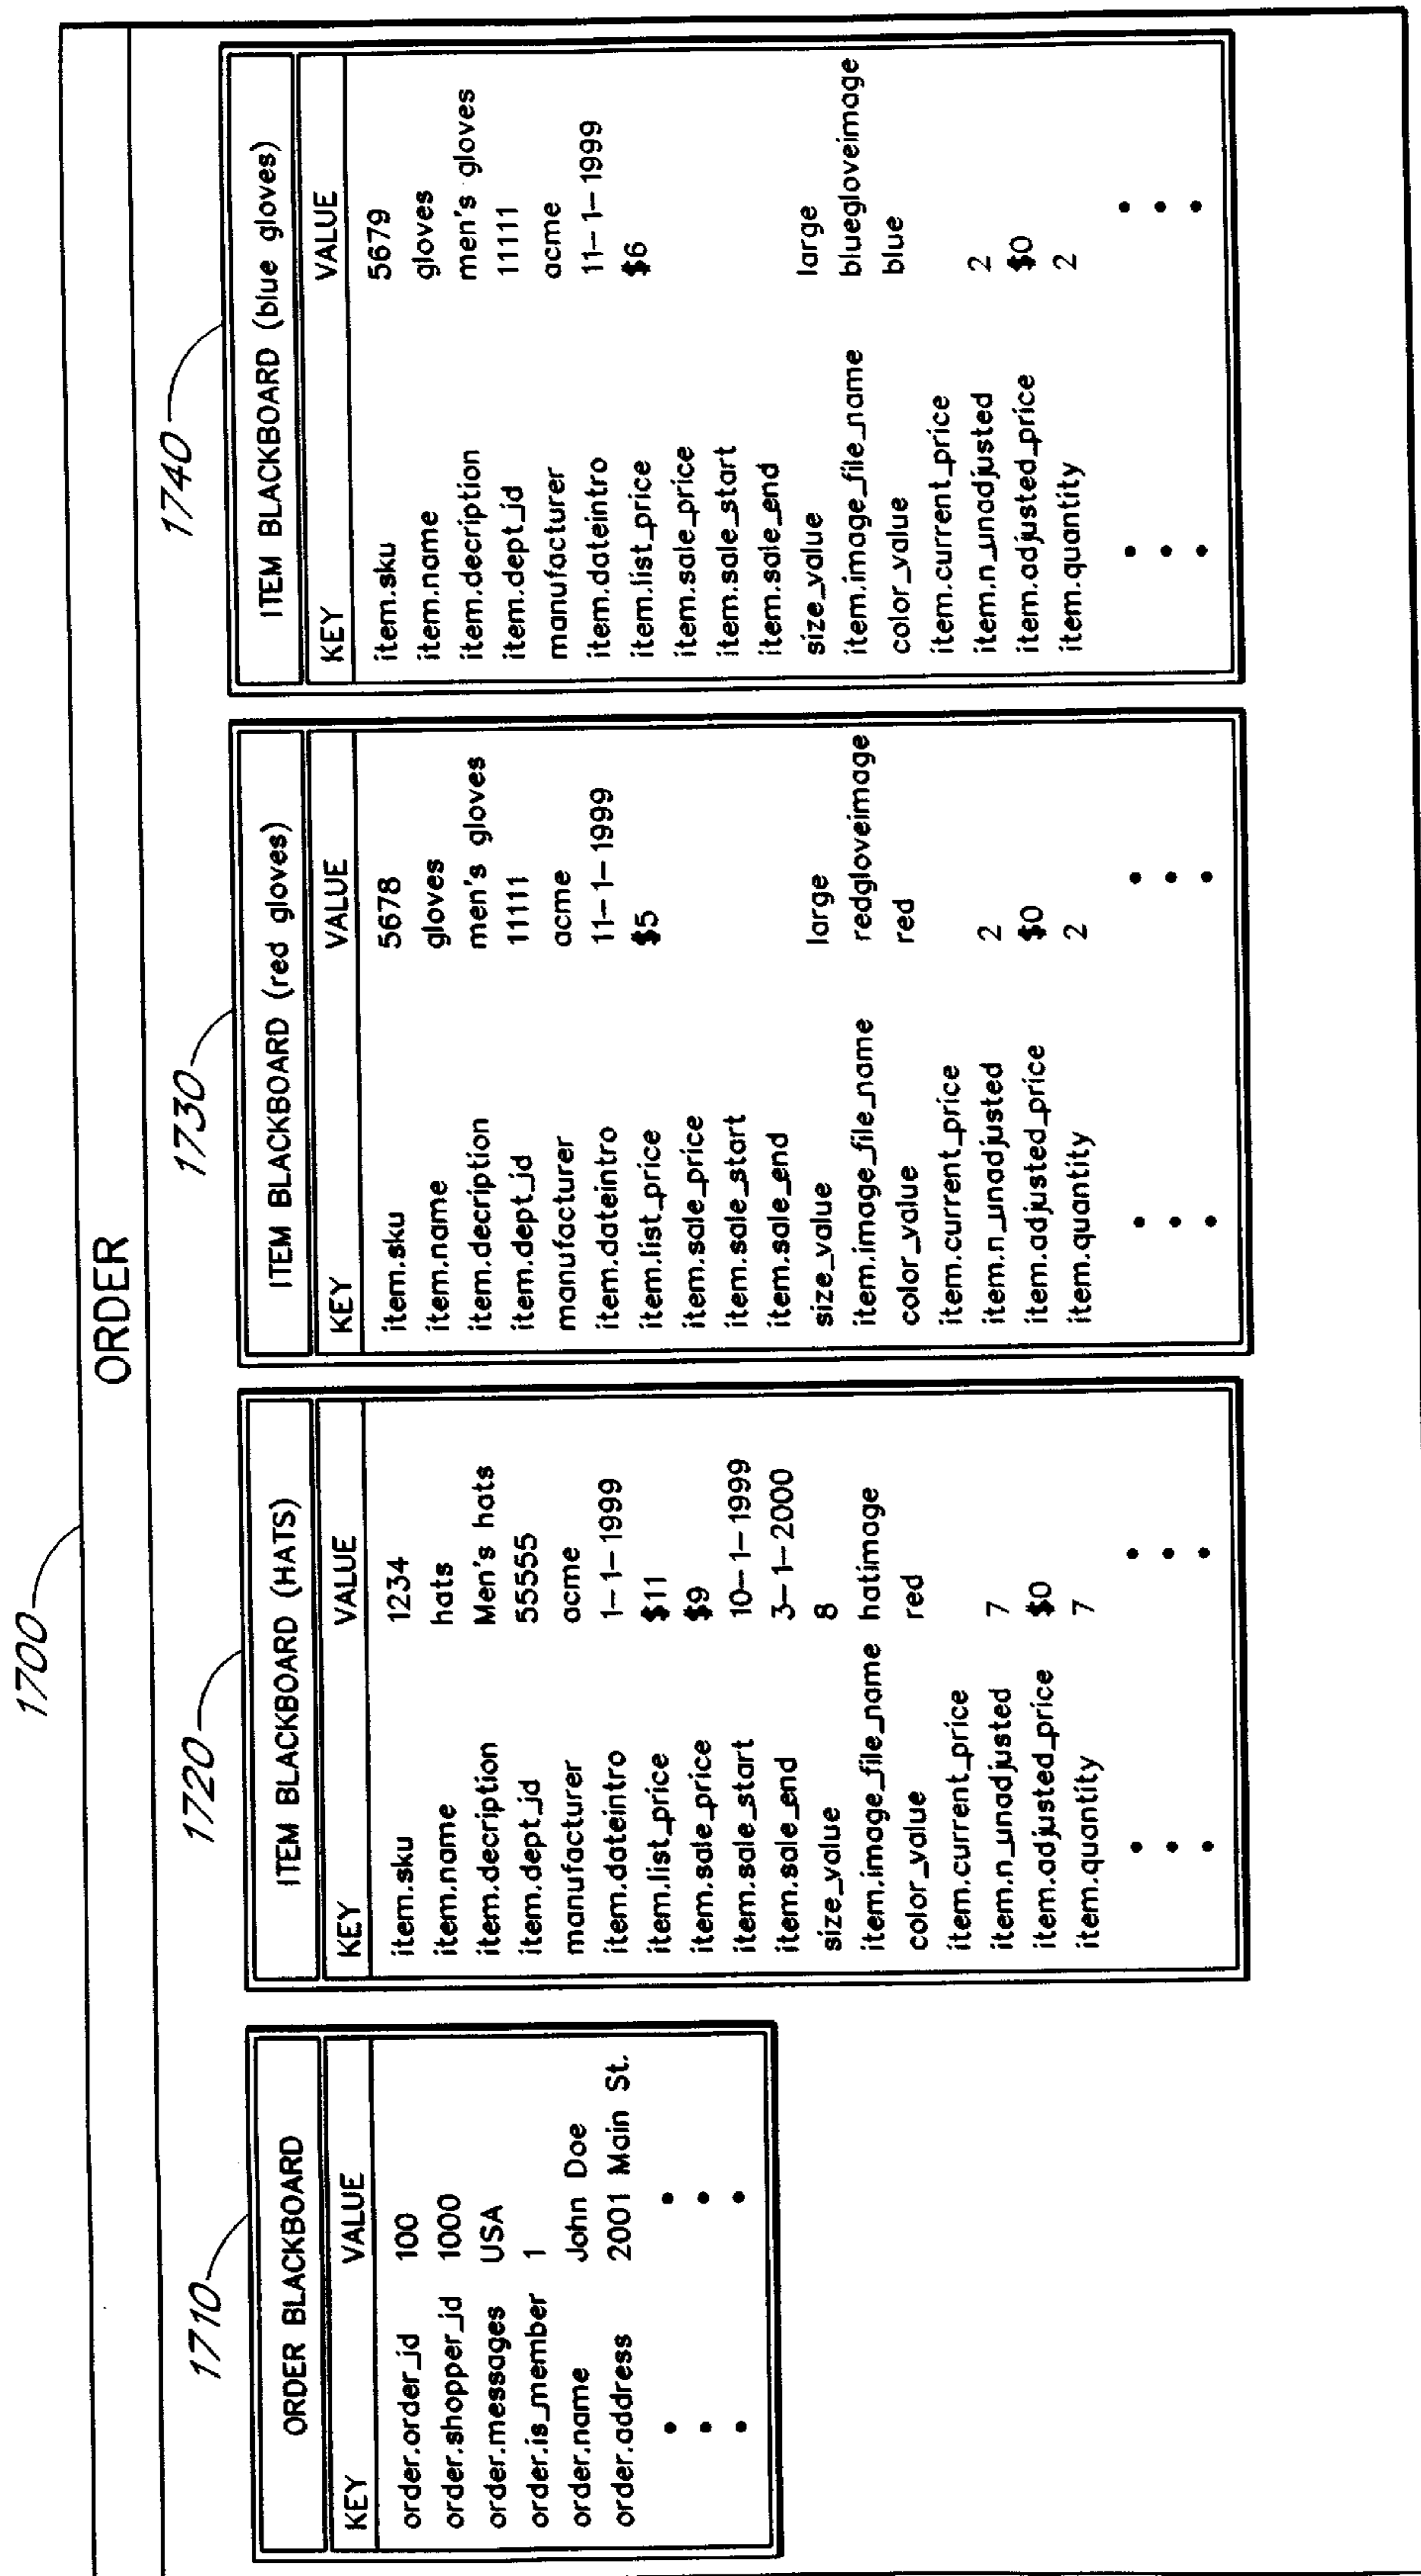 1700
ORDER
1710
ORDER BLACKBOARD
KEY VALUE
order.order_id 100
order.shopper_id 1000
order.messages USA
order.is_member 1
order.name John Doe
order.address 2001 Main St.
1720
ITEM BLACKBOARD (HATS)
KEY VALUE
item.sku 1234
item.name hats
item.decription Men's hats
item.dept_id 55555
manufacturer acme
item.dateintro 1-1-1999
item.list_price $11
item.sale_price $9
item.sale_start 10-1-1999
item.sale_end 3-1-2000
size_value 8
item.image_file_name hatimage
color_value red
item.current_price
item.n_unadjusted 7
item.adjusted_price $0
item.quantity 7
1730
ITEM BLACKBOARD (red gloves)
KEY VALUE
item.sku 5678
item.name gloves
item.decription men's gloves
item.dept_id 11111
manufacturer acme
item.dateintro 11-1-1999
item.list_price $5
item.sale_price
item.sale_start
item.sale_end
size_value large
item.image_file_name redgloveimage
color_value red
item.current_price
item.n_unadjusted 2
item.adjusted_price $0
item.quantity 2
1740
ITEM BLACKBOARD (blue gloves)
KEY VALUE
item.sku 5679
item.name gloves
item.decription men's gloves
item.dept_id 11111
manufacturer acme
item.dateintro 11-1-1999
item.list_price $6
item.sale_price
item.sale_start
item.sale_end
size_value large
item.image_file_name bluegloveimage
color_value blue
item.current_price
item.n_unadjusted 2
item.adjusted_price $0
item.quantity 2